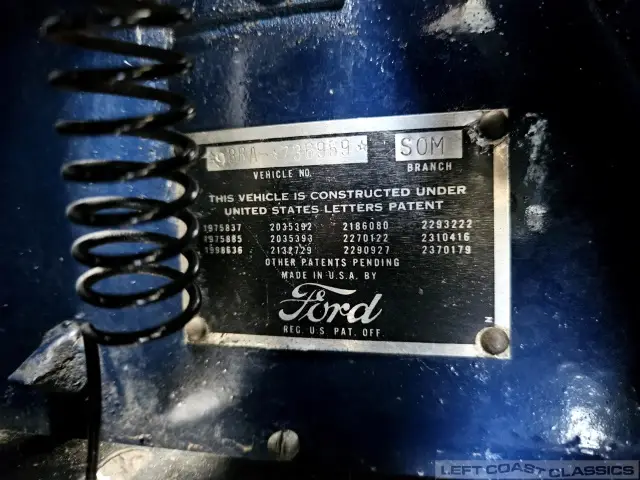 SOM
VEHICLE NO. BRANCH
THIS VEHICLE IS CONSTRUCTED UNDER
UNITED STATES LETTERS PATENT
1975837 2035392 2186080 2293222
1975885 2035393 2270122 2310416
1998636 2132729 2290927 2370179
OTHER PATENTS PENDING
MADE IN U.S.A. BY
Ford
REG. U.S. PAT. OFF.
LEFT COAST CLASSICS